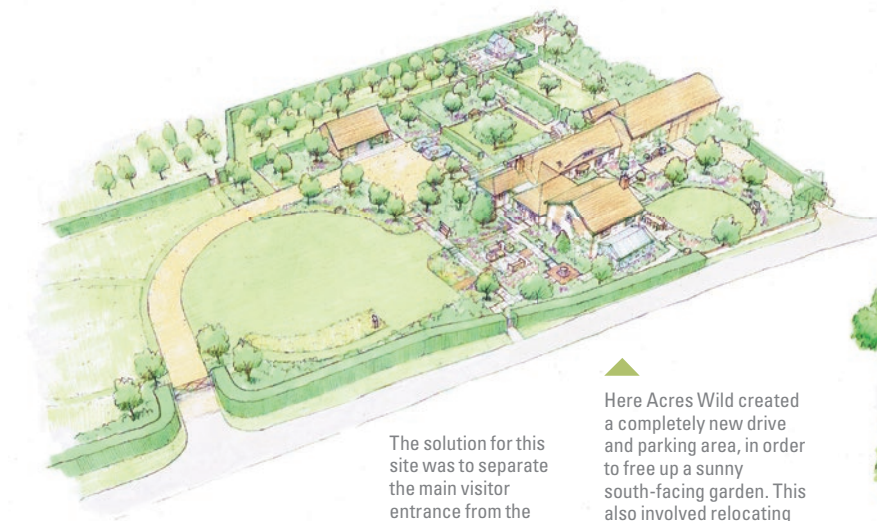 The solution for this
site was to separate
the main visitor
entrance from the
Here Acres Wild created
a completely new drive
and parking area, in order
to free up a sunny
south-facing garden. This
also involved relocating